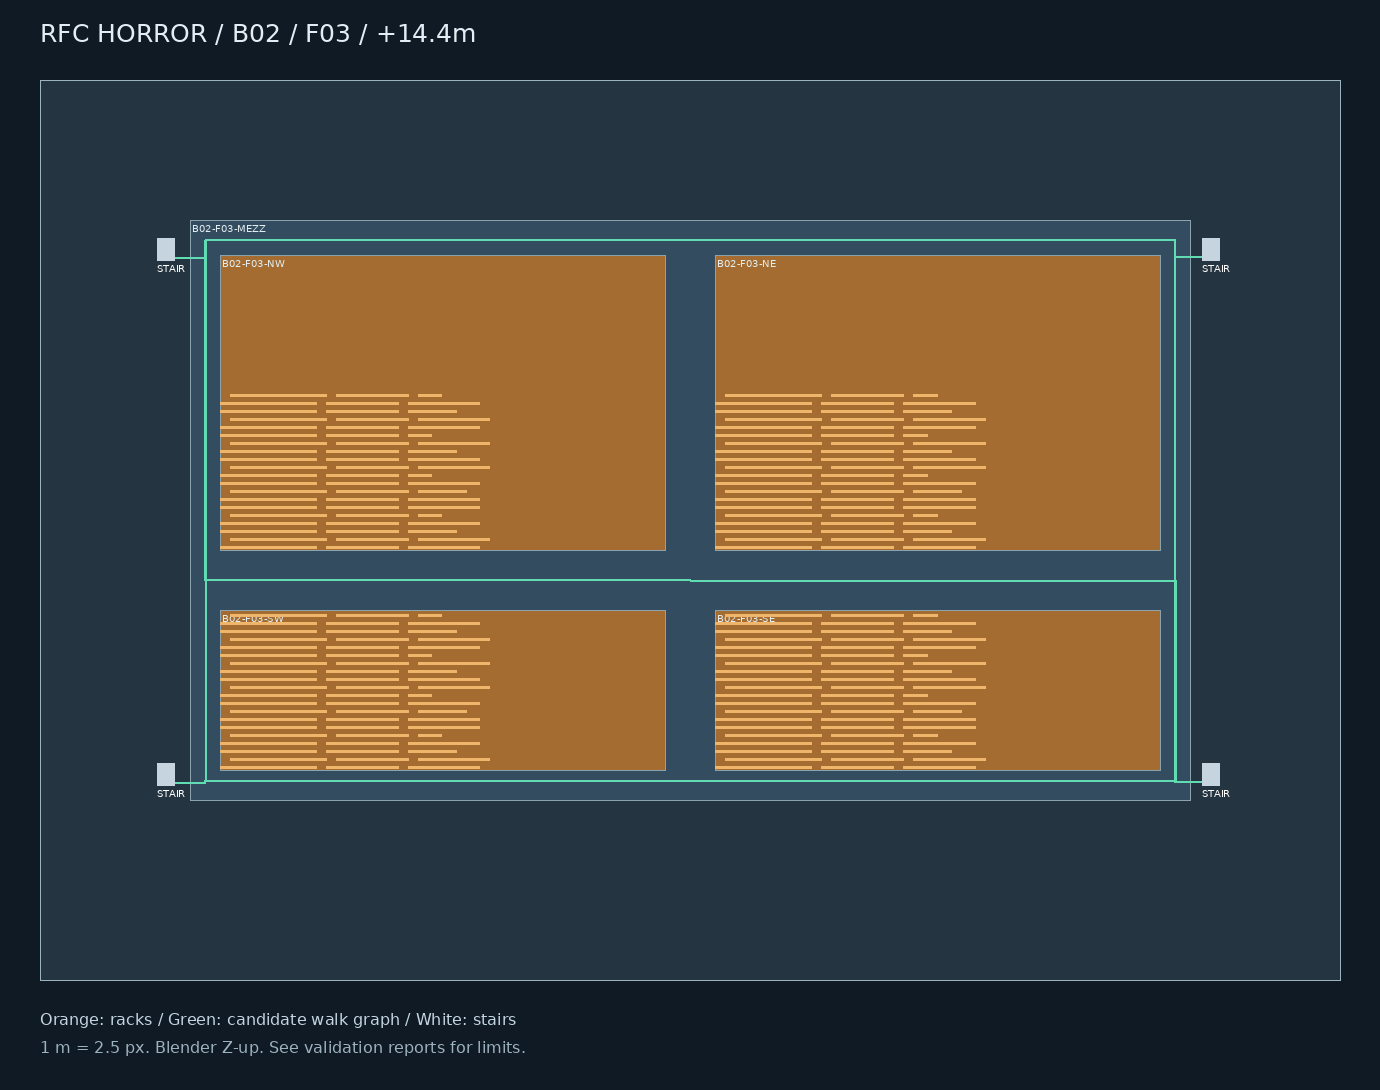 RFC HORROR / B02 / F03 / +14.4m
B02-F03-MEZZ
STAIR
STAIR
B02-F03-NW
B02-F03-NE
B02-F03-SW
B02-F03-SE
STAIR
STAIR
Orange: racks / Green: candidate walk graph / White: stairs
1 m = 2.5 px. Blender Z-up. See validation reports for limits.